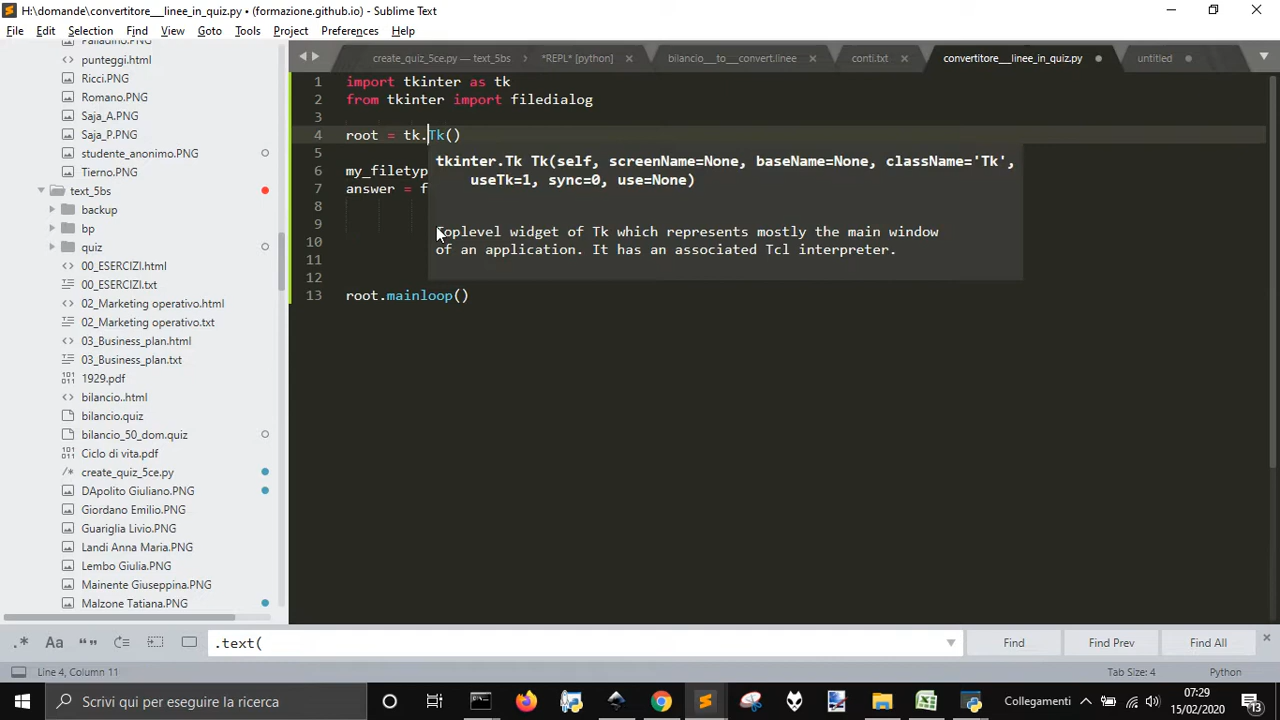 H:\domande\convertitore__linee_in_quiz.py • (formazione.github.io) - Sublime Text
File Edit Selection Find View Goto Tools Project Preferences Help
create_quiz_5ce.py — text_5bs
*REPL* [python]
bilancio__to__convert.linee
conti.txt
convertitore__linee_in_quiz.py
untitled
punteggi.html
Ricci.PNG
Romano.PNG
Saja_A.PNG
Saja_P.PNG
studente_anonimo.PNG
Tierno.PNG
text_5bs
backup
bp
quiz
00_ESERCIZI.html
00_ESERCIZI.txt
02_Marketing operativo.html
02_Marketing operativo.txt
03_Business_plan.html
03_Business_plan.txt
1929.pdf
bilancio..html
bilancio.quiz
bilancio_50_dom.quiz
Ciclo di vita.pdf
create_quiz_5ce.py
DApolito Giuliano.PNG
Giordano Emilio.PNG
Guariglia Livio.PNG
Landi Anna Maria.PNG
Lembo Giulia.PNG
Mainente Giuseppina.PNG
Malzone Tatiana.PNG
1 import tkinter as tk
2 from tkinter import filedialog
3
4 root = tk.Tk()
5
6 my_filetyp
7 answer = f
8
9
10
11
12
13 root.mainloop()
tkinter.Tk Tk(self, screenName=None, baseName=None, className='Tk',
useTk=1, sync=0, use=None)
Toplevel widget of Tk which represents mostly the main window
of an application. It has an associated Tcl interpreter.
.* Aa “”
.text(
Find
Find Prev
Find All
Line 4, Column 11
Tab Size: 4
Python
Scrivi qui per eseguire la ricerca
Collegamenti
07:29
15/02/2020
13